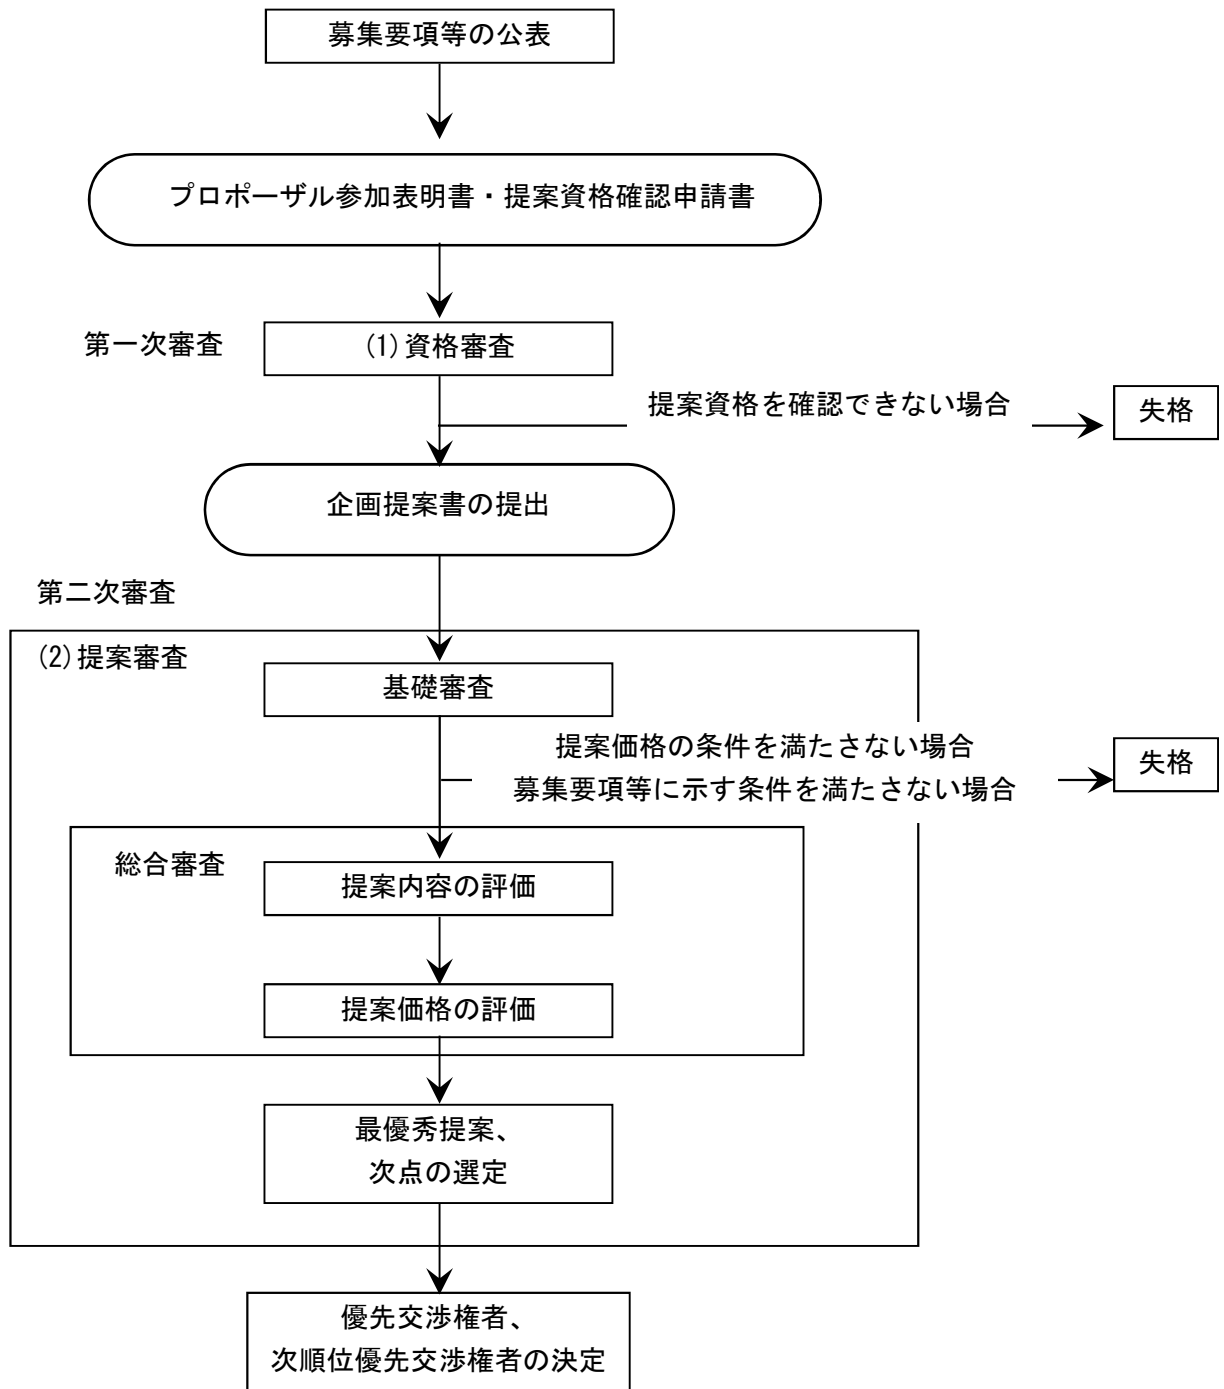 募集要項等の公表
プロポーザル参加表明書・提案資格確認申請書
第一次審査
(1)資格審査
提案資格を確認できない場合
失格
企画提案書の提出
第二次審査
(2)提案審査
基礎審査
提案価格の条件を満たさない場合
募集要項等に示す条件を満たさない場合
失格
総合審査
提案内容の評価
提案価格の評価
最優秀提案、
次点の選定
優先交渉権者、
次順位優先交渉権者の決定